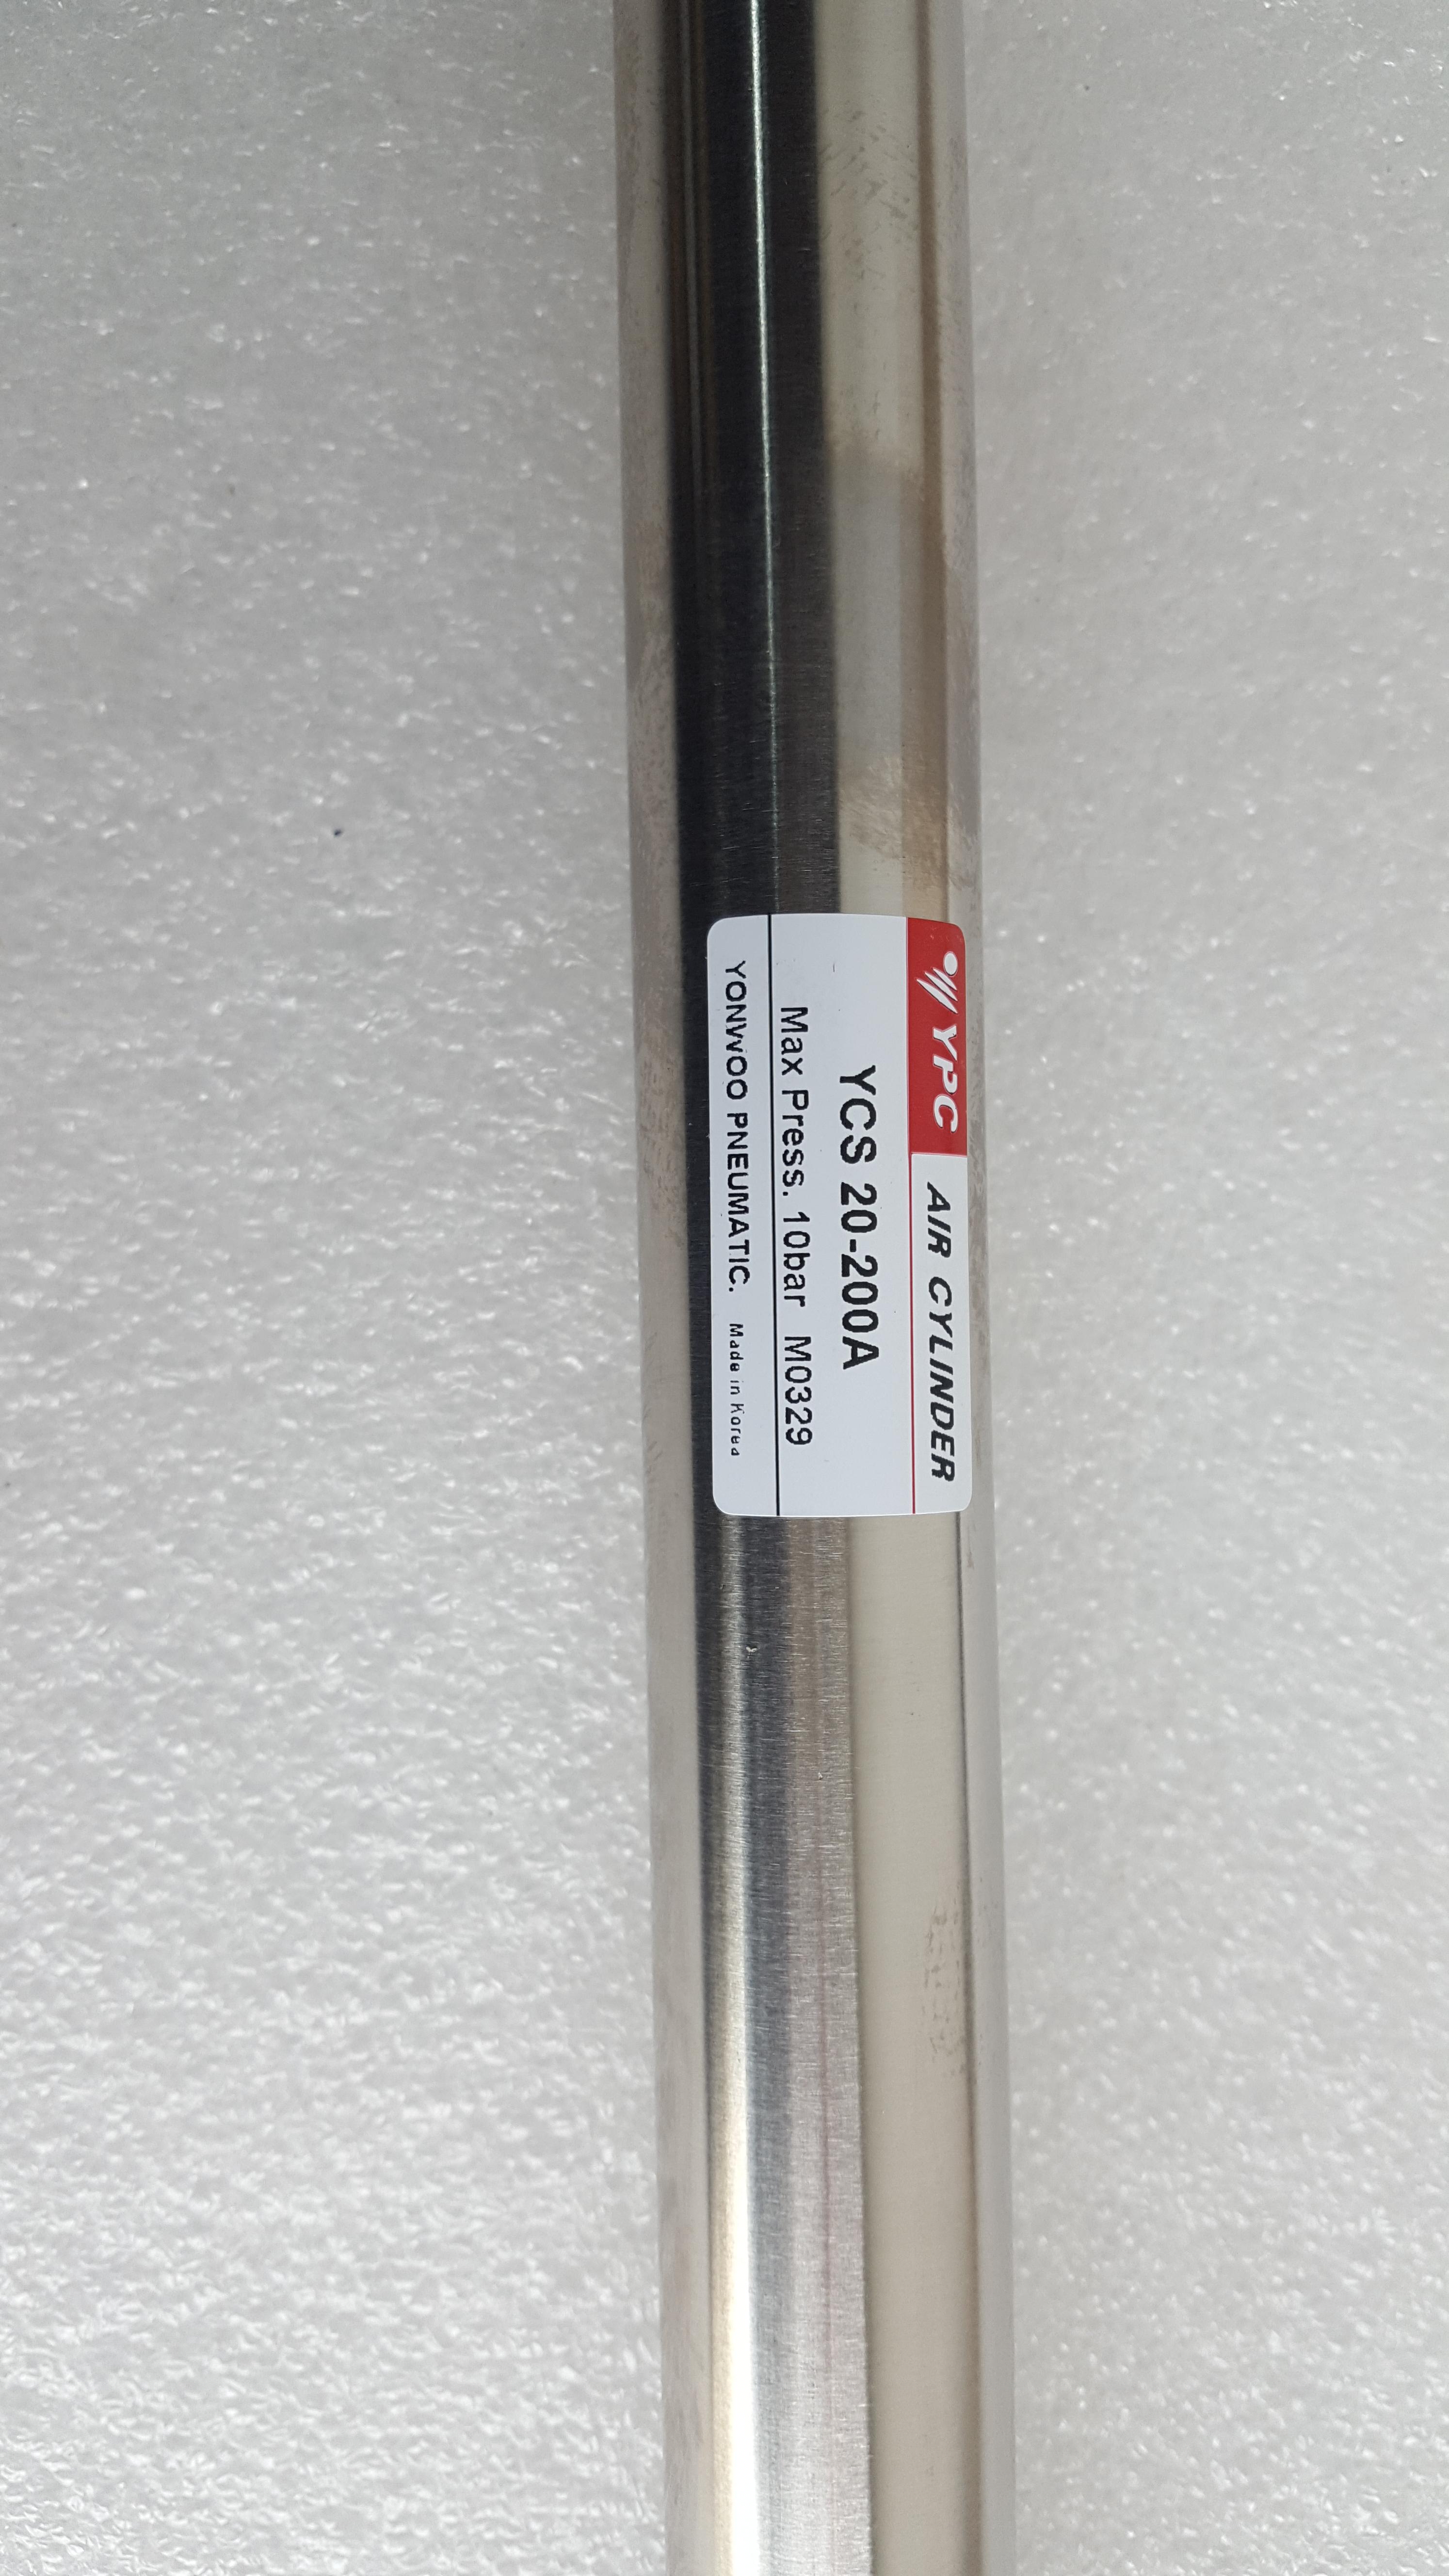 YPC AIR CYLINDER
YCS 20-200A
Max Press. 10bar M0329
YONWOO PNEUMATIC. Made in Korea